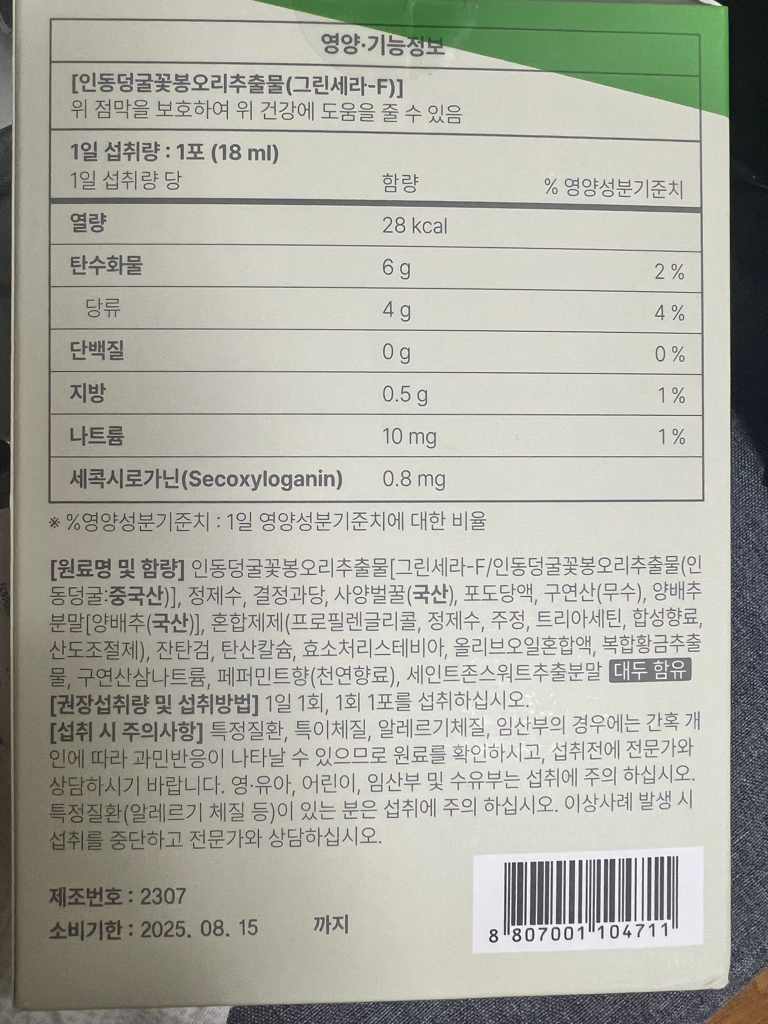 영양·기능정보
[인동덩굴꽃봉오리추출물(그린세라-F)]
위 점막을 보호하여 위 건강에 도움을 줄 수 있음
1일 섭취량 : 1포 (18 ml)
1일 섭취량 당 함량 % 영양성분기준치
열량 28 kcal
탄수화물 6 g 2 %
당류 4 g 4 %
단백질 0 g 0 %
지방 0.5 g 1 %
나트륨 10 mg 1 %
세콕시로가닌(Secoxyloganin) 0.8 mg
※ %영양성분기준치 : 1일 영양성분기준치에 대한 비율
[원료명 및 함량] 인동덩굴꽃봉오리추출물[그린세라-F/인동덩굴꽃봉오리추출물(인
동덩굴:중국산)], 정제수, 결정과당, 사양벌꿀(국산), 포도당액, 구연산(무수), 양배추
분말[양배추(국산)], 혼합제제(프로필렌글리콜, 정제수, 주정, 트리아세틴, 합성향료,
산도조절제), 잔탄검, 탄산칼슘, 효소처리스테비아, 올리브오일혼합액, 복합황금추출
물, 구연산삼나트륨, 페퍼민트향(천연향료), 세인트존스워트추출분말 대두 함유
[권장섭취량 및 섭취방법] 1일 1회, 1회 1포를 섭취하십시오.
[섭취 시 주의사항] 특정질환, 특이체질, 알레르기체질, 임산부의 경우에는 간혹 개
인에 따라 과민반응이 나타날 수 있으므로 원료를 확인하시고, 섭취전에 전문가와
상담하시기 바랍니다. 영·유아, 어린이, 임산부 및 수유부는 섭취에 주의 하십시오.
특정질환(알레르기 체질 등)이 있는 분은 섭취에 주의 하십시오. 이상사례 발생 시
섭취를 중단하고 전문가와 상담하십시오.
제조번호 : 2307
소비기한 : 2025. 08. 15 까지
8 807001 104711